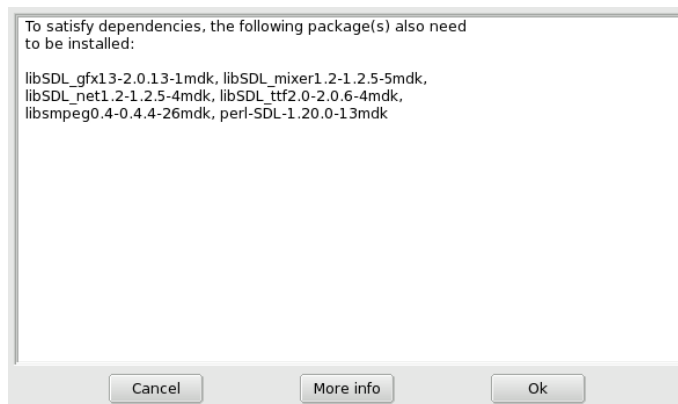 To satisfy dependencies, the following package(s) also need
to be installed:
libSDL_gfx13-2.0.13-1mdk, libSDL_mixer1.2-1.2.5-5mdk,
libSDL_net1.2-1.2.5-4mdk, libSDL_ttf2.0-2.0.6-4mdk,
libsmpeg0.4-0.4.4-26mdk, perl-SDL-1.20.0-13mdk
Cancel
More info
Ok